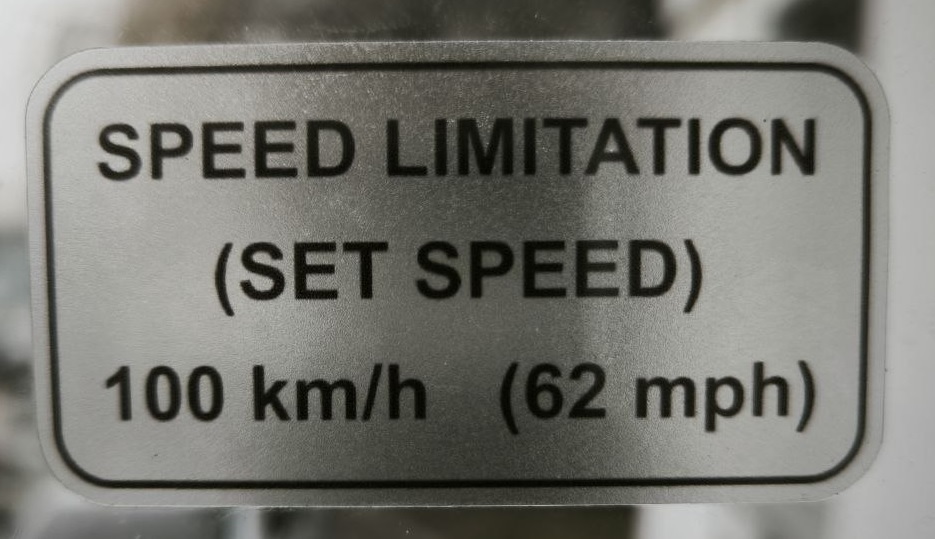 SPEED LIMITATION
(SET SPEED)
100 km/h (62 mph)